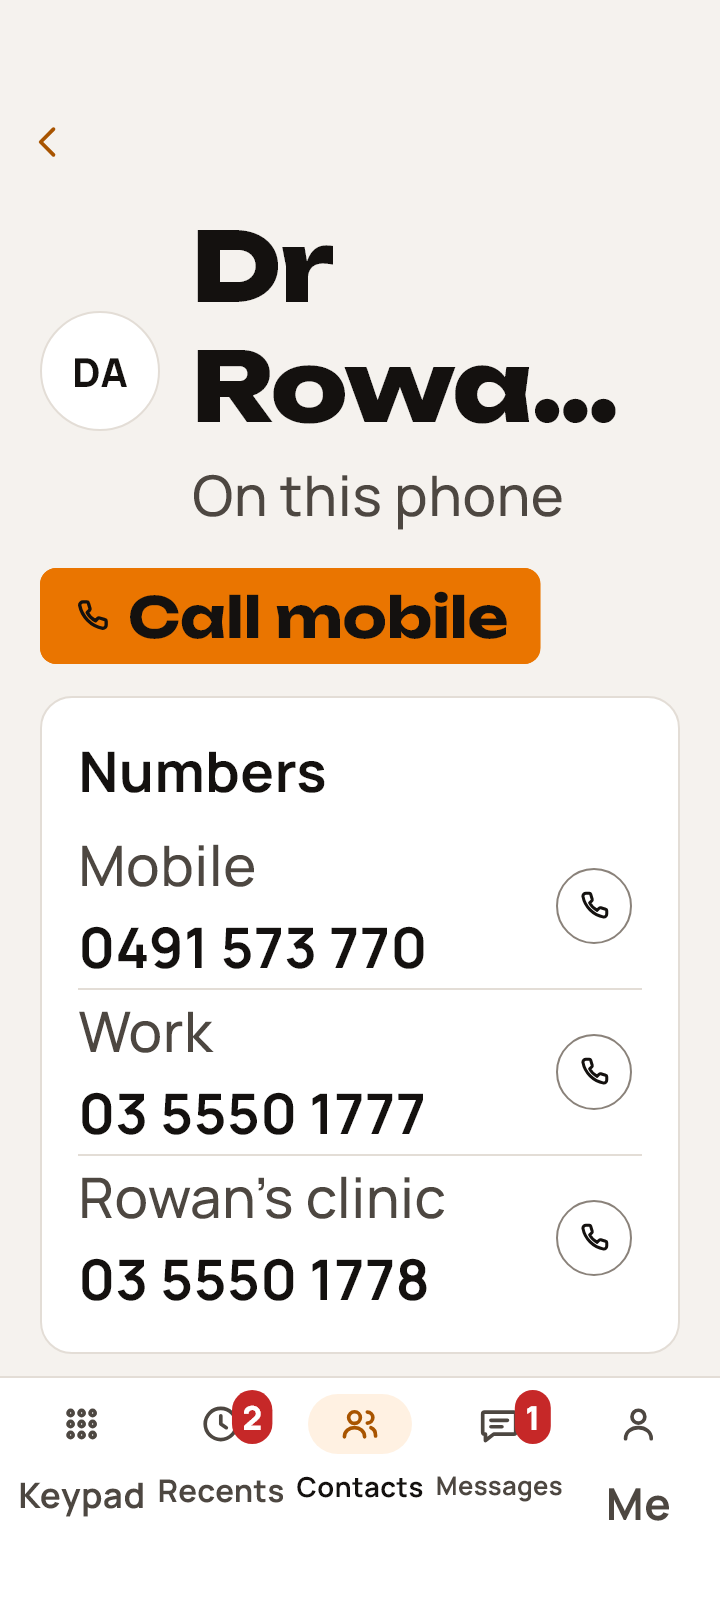 Dr
Rowa...
DA
On this phone
Call mobile
Numbers
Mobile
0491 573 770
Work
03 5550 1777
Rowan’s clinic
03 5550 1778
2
1
Keypad
Recents
Contacts
Messages
Me